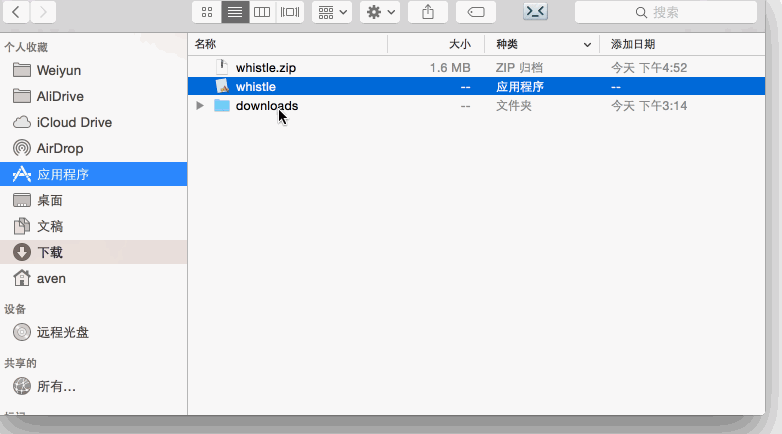 搜索
个人收藏
Weiyun
AliDrive
iCloud Drive
AirDrop
应用程序
桌面
文稿
下载
aven
设备
远程光盘
共享的
所有...
名称 大小 种类 添加日期
whistle.zip 1.6 MB ZIP 归档 今天 下午4:52
whistle -- 应用程序 --
downloads -- 文件夹 今天 下午3:14